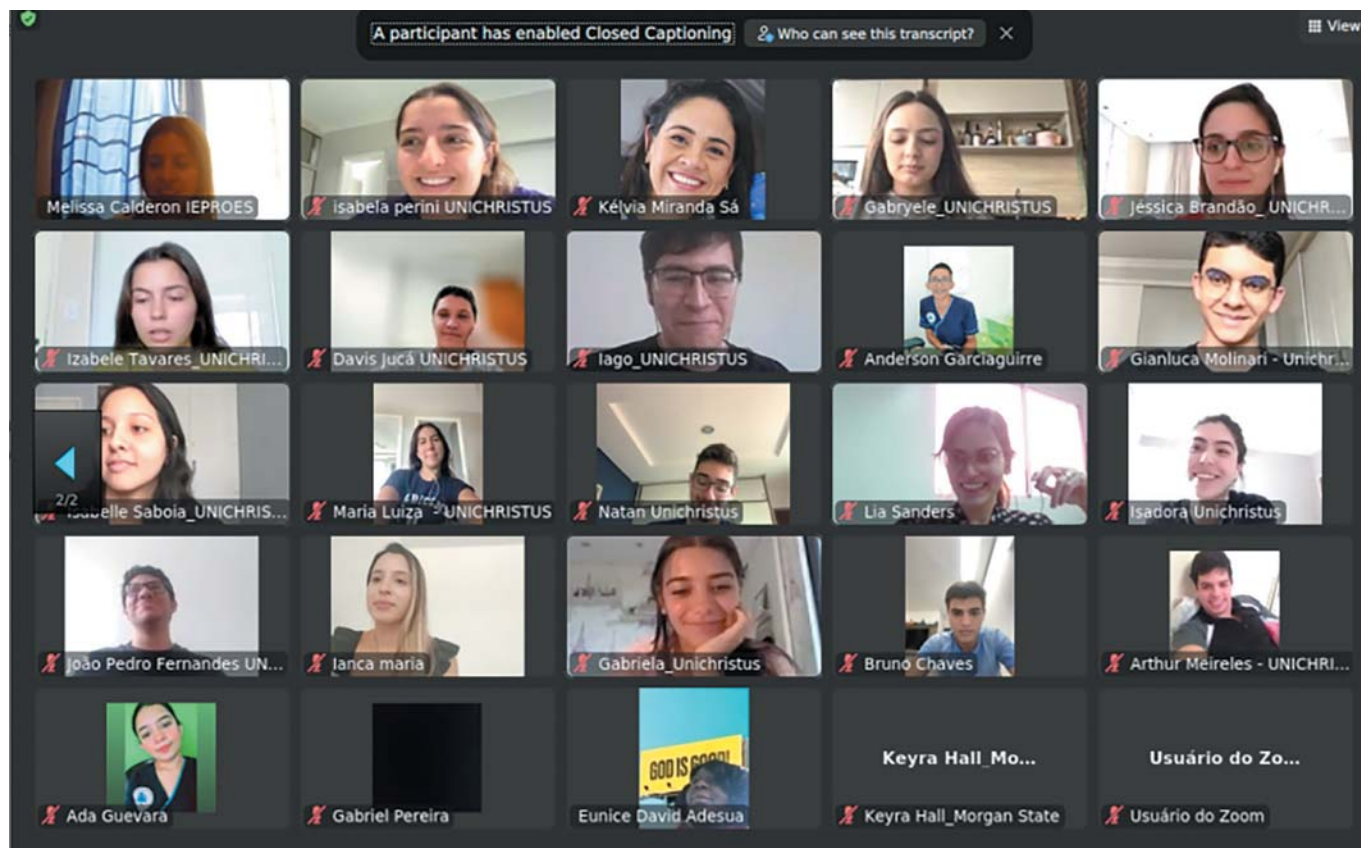 A participant has enabled Closed Captioning
Who can see this transcript?
View
Melissa Calderon IEPROES
isabela perini UNICHRISTUS
Kélvia Miranda Sá
Gabryele_UNICHRISTUS
Jéssica Brandão_ UNICHR...
Izabele Tavares_UNICHRI...
Davis Jucá UNICHRISTUS
Iago_UNICHRISTUS
Anderson Garciaguirre
Gianluca Molinari - Unichr...
2/2
Isabelle Saboia_UNICHRIS...
Maria Luiza - UNICHRISTUS
Natan Unichristus
Lia Sanders
Isadora Unichristus
João Pedro Fernandes UN...
Ianca maria
Gabriela_Unichristus
Bruno Chaves
Arthur Meireles - UNICHRI...
Ada Guevara
Gabriel Pereira
GOD IS GOOD!
Eunice David Adesua
Keyra Hall_Mo...
Keyra Hall_Morgan State
Usuário do Zo...
Usuário do Zoom